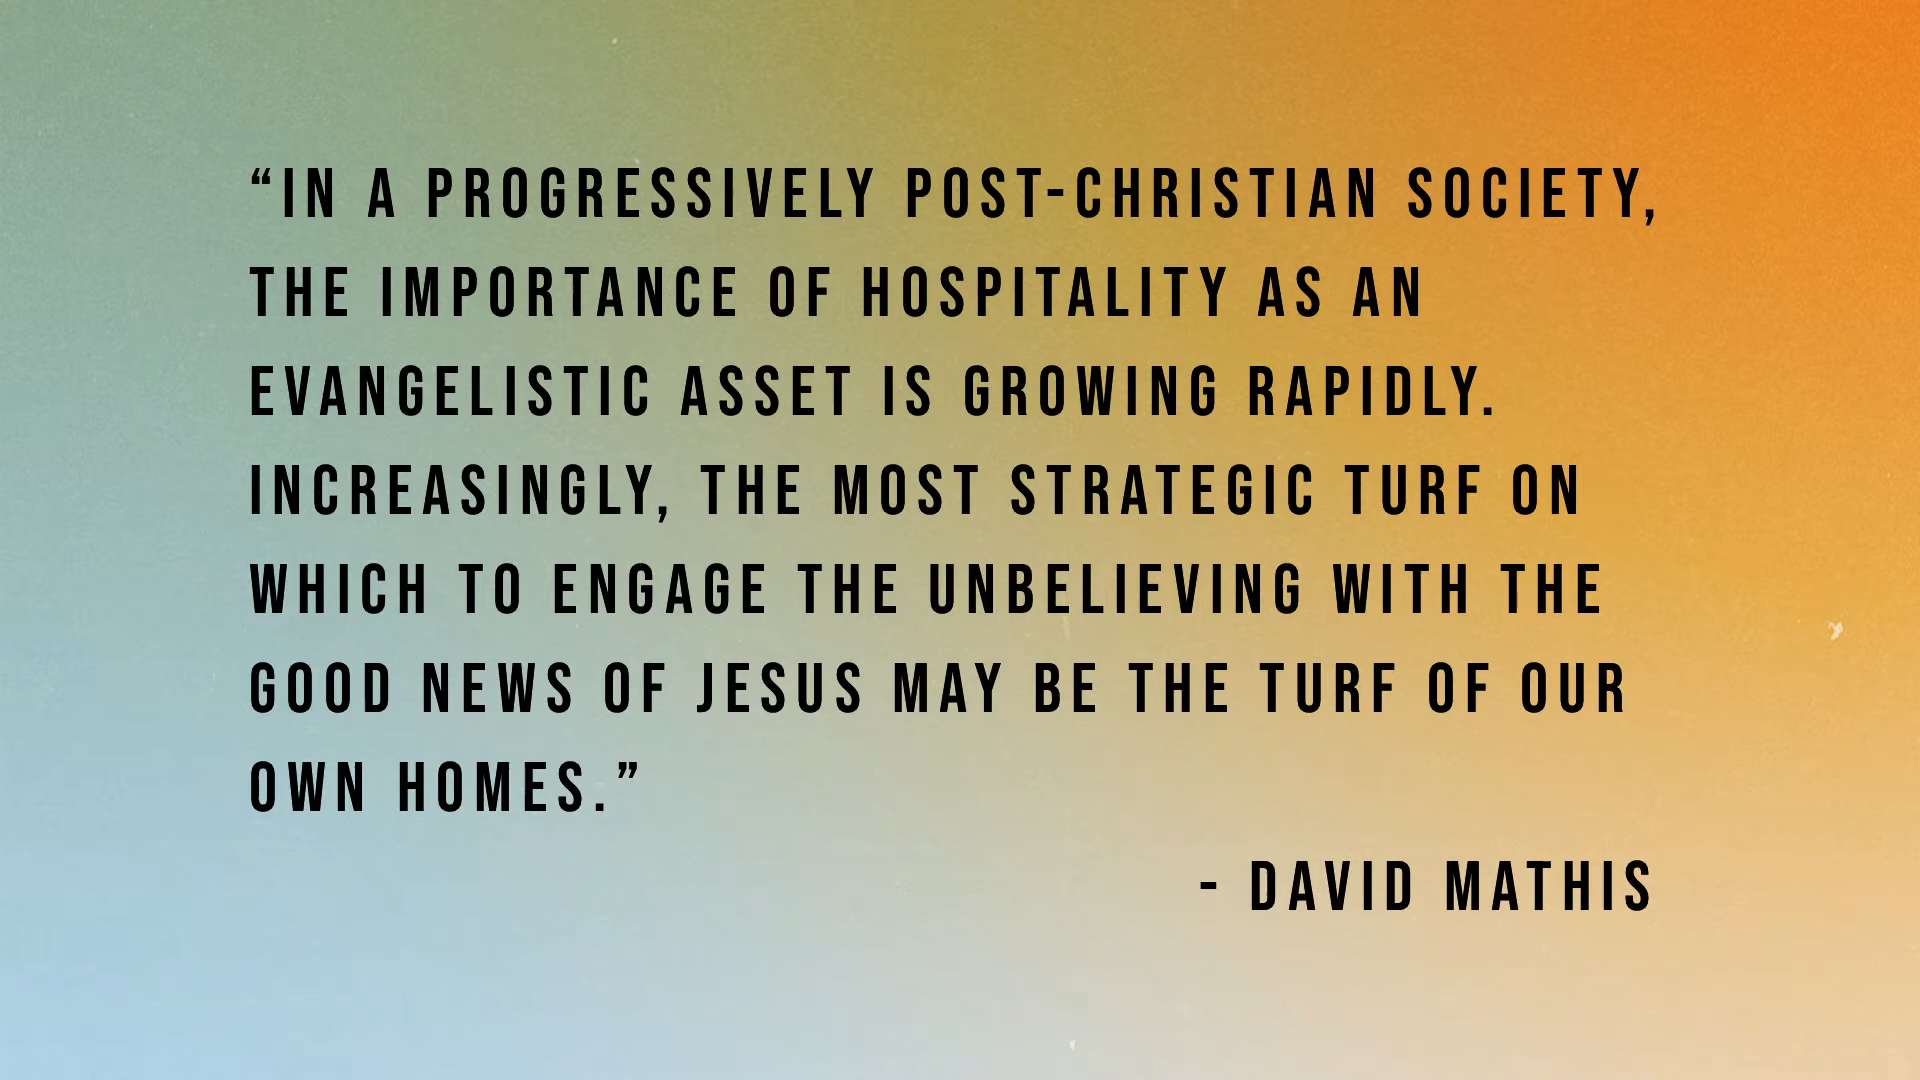 “IN A PROGRESSIVELY POST-CHRISTIAN SOCIETY,
THE IMPORTANCE OF HOSPITALITY AS AN
EVANGELISTIC ASSET IS GROWING RAPIDLY.
INCREASINGLY, THE MOST STRATEGIC TURF ON
WHICH TO ENGAGE THE UNBELIEVING WITH THE
GOOD NEWS OF JESUS MAY BE THE TURF OF OUR
OWN HOMES.”
- DAVID MATHIS